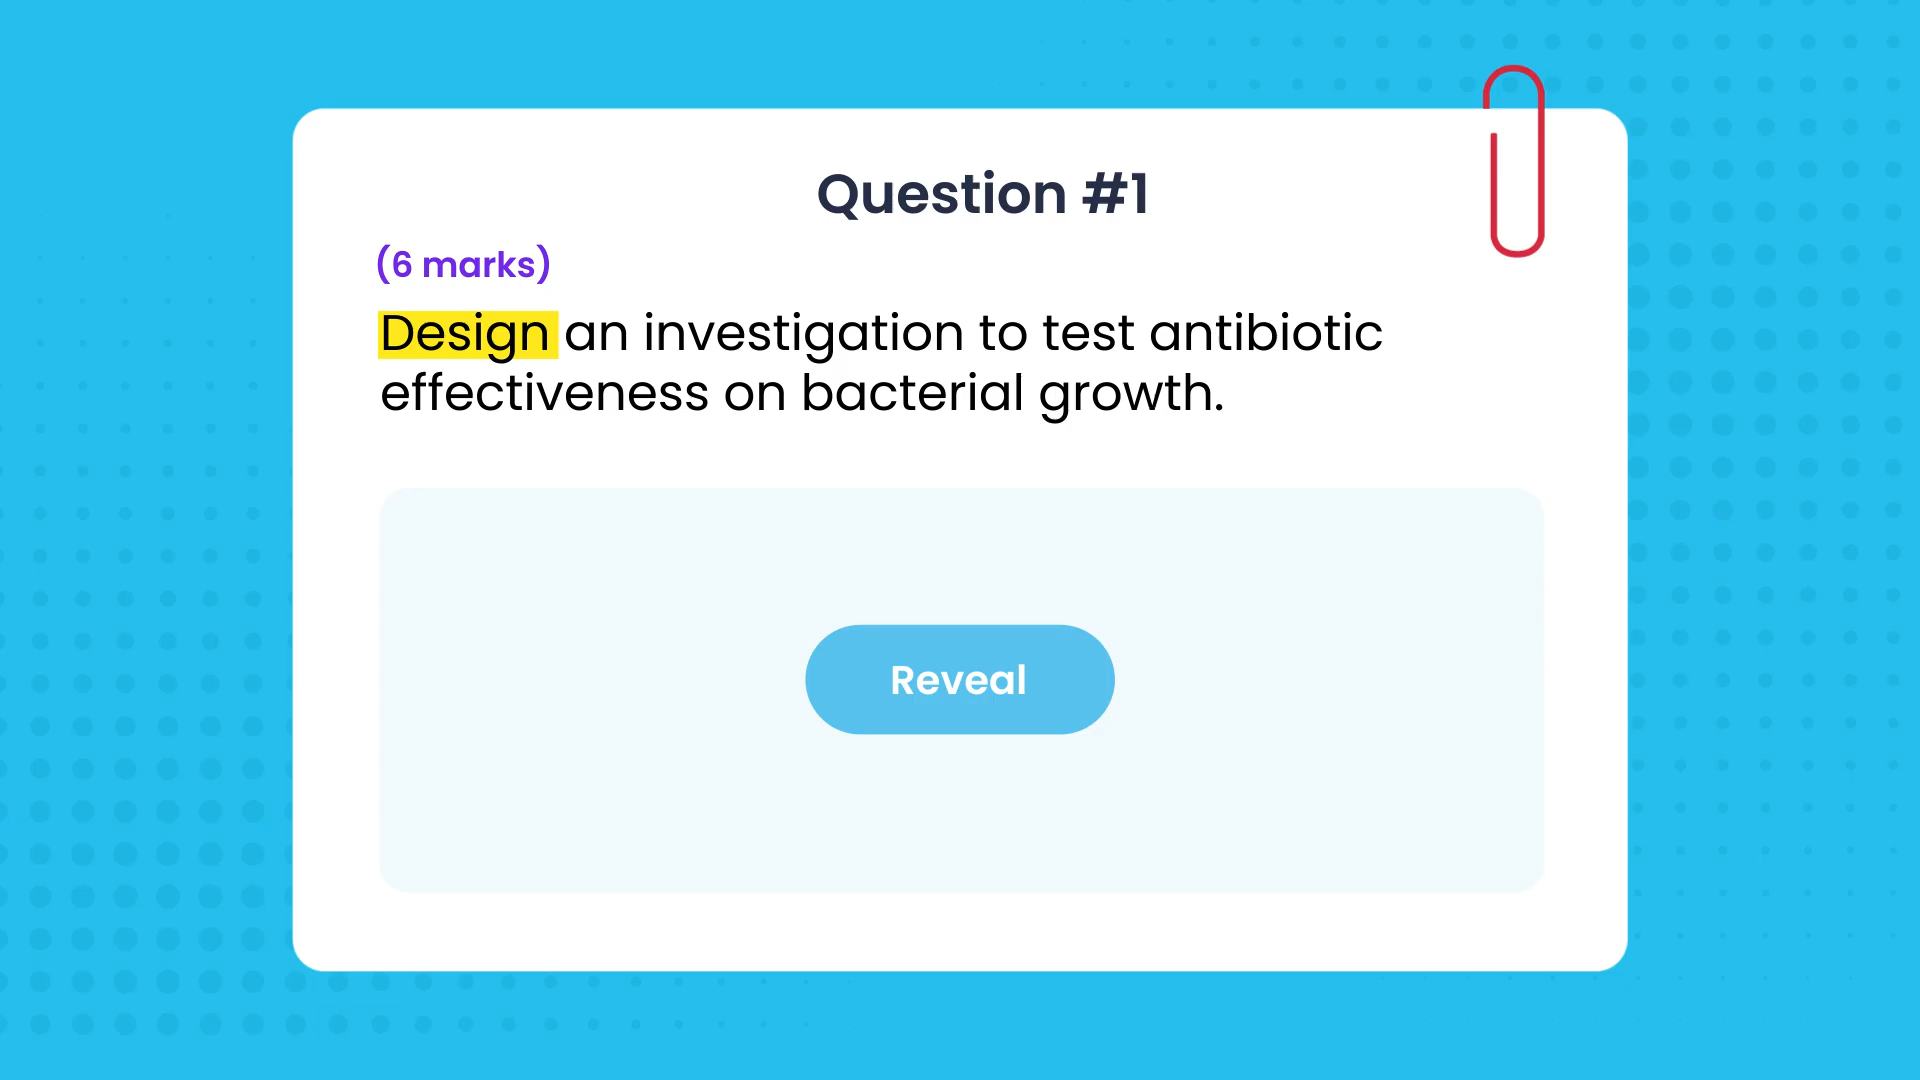 Question #1
(6 marks)
Design an investigation to test antibiotic
effectiveness on bacterial growth.
Reveal